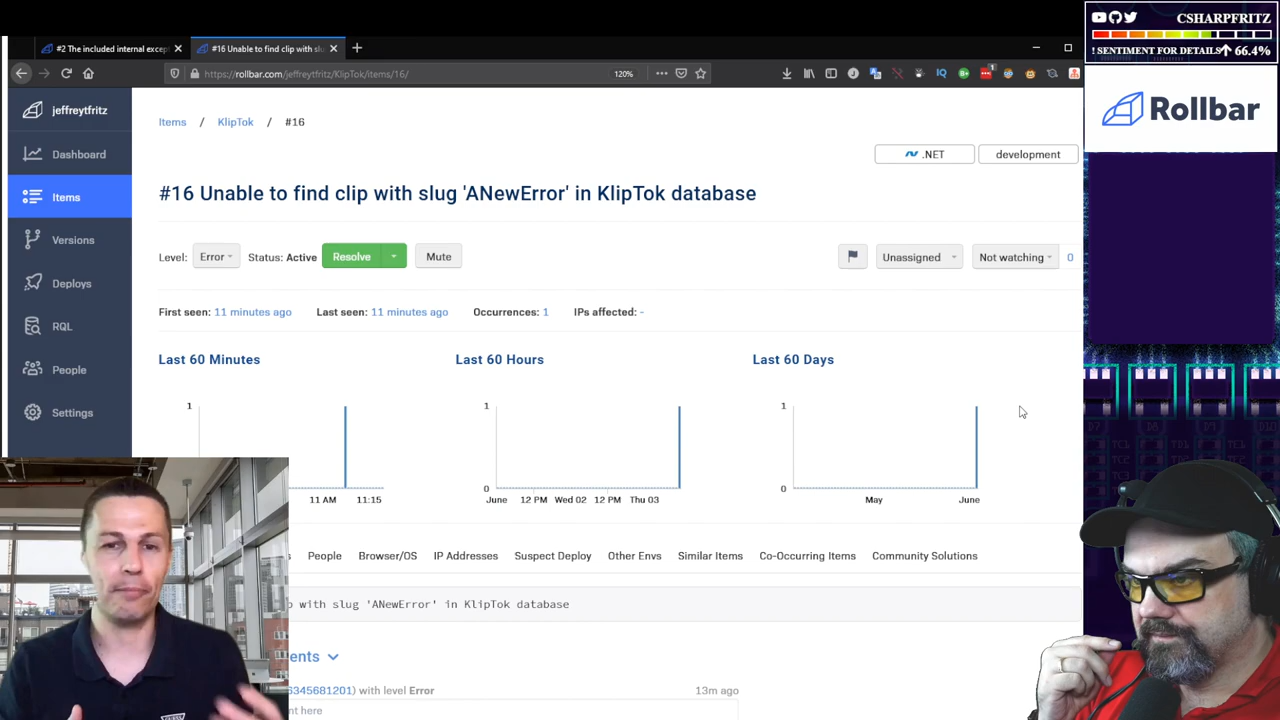 #2 The included internal excep
#16 Unable to find clip with slu
https://rollbar.com/jeffreytfritz/KlipTok/items/16/
120%
CSHARPFRITZ
! SENTIMENT FOR DETAILS
66.4%
Rollbar
jeffreytfritz
Dashboard
Items
Versions
Deploys
RQL
People
Settings
Items / KlipTok / #16
.NET
development
#16 Unable to find clip with slug 'ANewError' in KlipTok database
Level: Error Status: Active Resolve Mute
Unassigned
Not watching
0
First seen: 11 minutes ago Last seen: 11 minutes ago Occurrences: 1 IPs affected: -
Last 60 Minutes
1
11 AM 11:15
Last 60 Hours
1
0
June 12 PM Wed 02 12 PM Thu 03
Last 60 Days
1
0
May June
People Browser/OS IP Addresses Suspect Deploy Other Envs Similar Items Co-Occurring Items Community Solutions
with slug 'ANewError' in KlipTok database
ents
6345681201) with level Error
13m ago
nt here